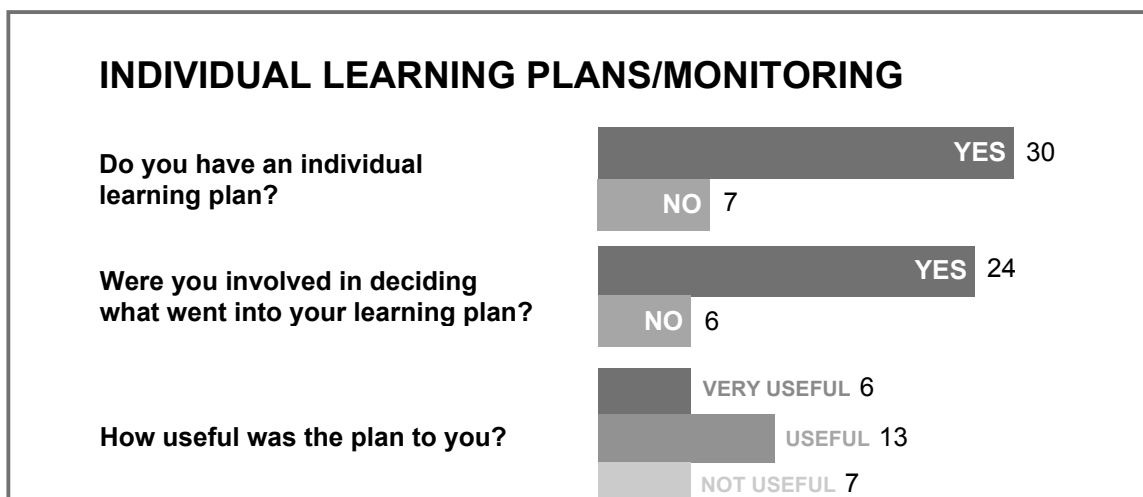 INDIVIDUAL LEARNING PLANS/MONITORING
Do you have an individual
learning plan?
YES 30
NO 7
Were you involved in deciding
what went into your learning plan?
YES 24
NO 6
How useful was the plan to you?
VERY USEFUL 6
USEFUL 13
NOT USEFUL 7